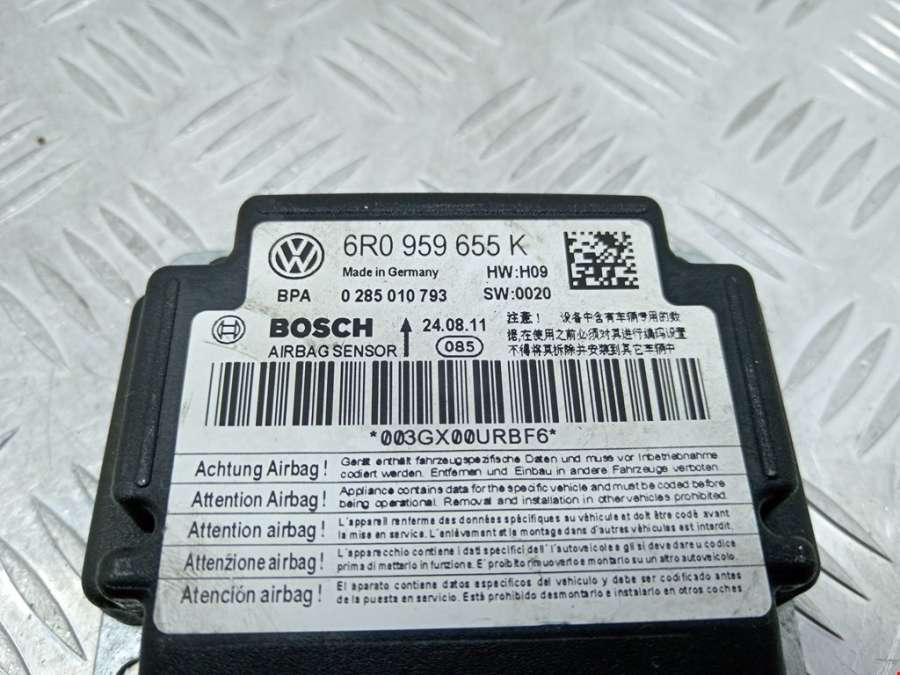 6R0 959 655 K
Made in Germany HW:H09
BPA 0 285 010 793 SW:0020
BOSCH 24.08.11
AIRBAG SENSOR 085
注意! 设备中含有车辆专用的数
据,在使用之前必须对其进行编码设置
不得将其拆除并安装到其它车辆中
*003GX00URBF6*
Achtung Airbag! Gerät enthält fahrzeugspezifische Daten und muss vor Inbetriebnahme
codiert werden. Entfernen und Einbau in andere Fahrzeuge verboten.
Attention Airbag! Appliance contains data for the specific vehicle and must be coded before
being operational. Removal and installation in other vehicles prohibited.
Attention airbag! L'appareil renferme des données spécifiques au véhicule et doit être codé avant
la mise en service. L'enlèvement et le montage dans d'autres véhicules est interdit.
Attenzione airbag! L'apparecchio contiene i dati specifici dell'autoveicolo e gli si deve dare u codice
prima di metterlo in funzione. E' proibito rimuoverlo e montarlo su un altro autoveicolo.
Atención airbag! El aparato contiene datos específicos del vehículo y debe ser codificado antes
de la puesta en servicio. Está prohibido desmontarlo e instalarlo en otros coches